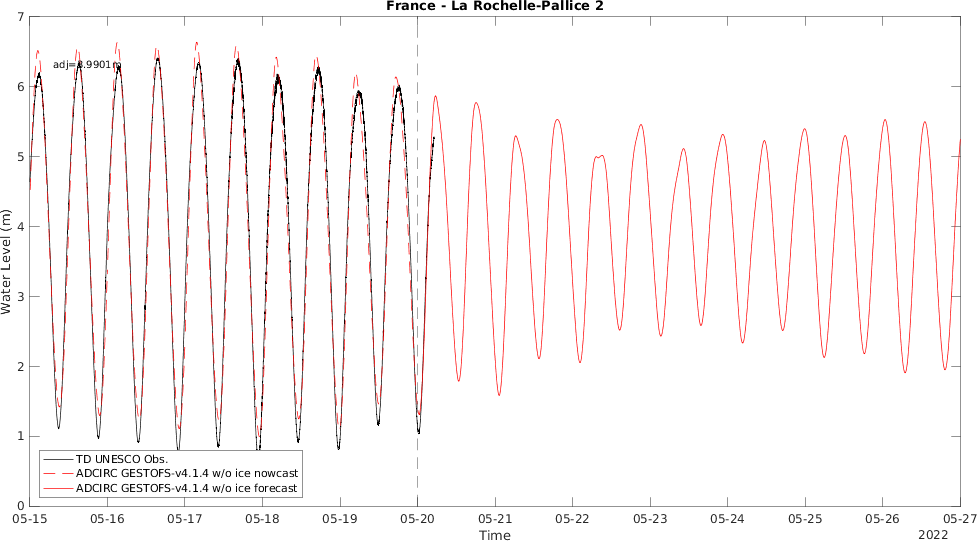 France - La Rochelle-Pallice 2
Water Level (m)
7
6
5
4
3
2
1
0
TD UNESCO Obs.
ADCIRC GESTOFS-v4.1.4 w/o ice nowcast
ADCIRC GESTOFS-v4.1.4 w/o ice forecast
05-15 05-16 05-17 05-18 05-19 05-20 05-21 05-22 05-23 05-24 05-25 05-26 05-27
Time
2022